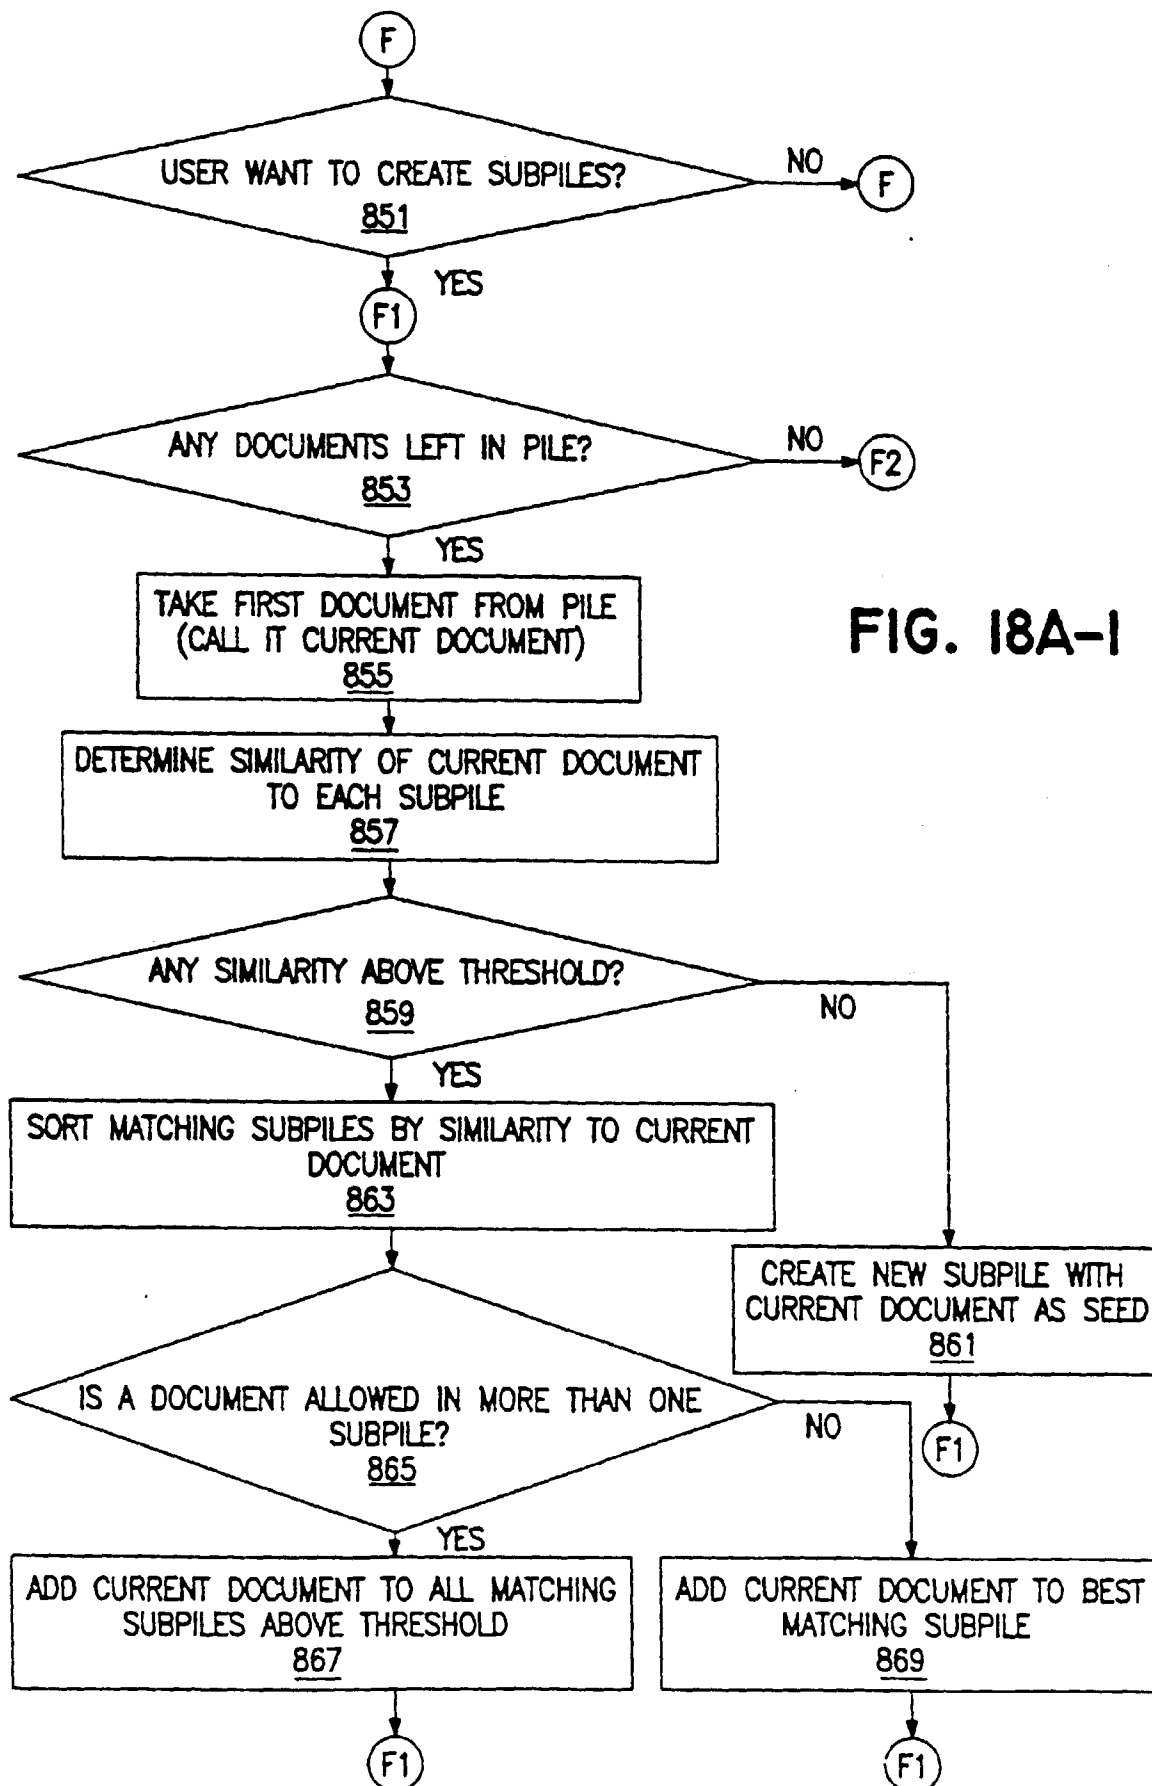 F
USER WANT TO CREATE SUBPILES?
851
NO
F
YES
F1
ANY DOCUMENTS LEFT IN PILE?
853
NO
F2
YES
TAKE FIRST DOCUMENT FROM PILE
(CALL IT CURRENT DOCUMENT)
855
FIG. 18A-1
DETERMINE SIMILARITY OF CURRENT DOCUMENT
TO EACH SUBPILE
857
ANY SIMILARITY ABOVE THRESHOLD?
859
NO
YES
SORT MATCHING SUBPILES BY SIMILARITY TO CURRENT
DOCUMENT
863
CREATE NEW SUBPILE WITH
CURRENT DOCUMENT AS SEED
861
F1
IS A DOCUMENT ALLOWED IN MORE THAN ONE
SUBPILE?
865
NO
YES
ADD CURRENT DOCUMENT TO ALL MATCHING
SUBPILES ABOVE THRESHOLD
867
ADD CURRENT DOCUMENT TO BEST
MATCHING SUBPILE
869
F1
F1